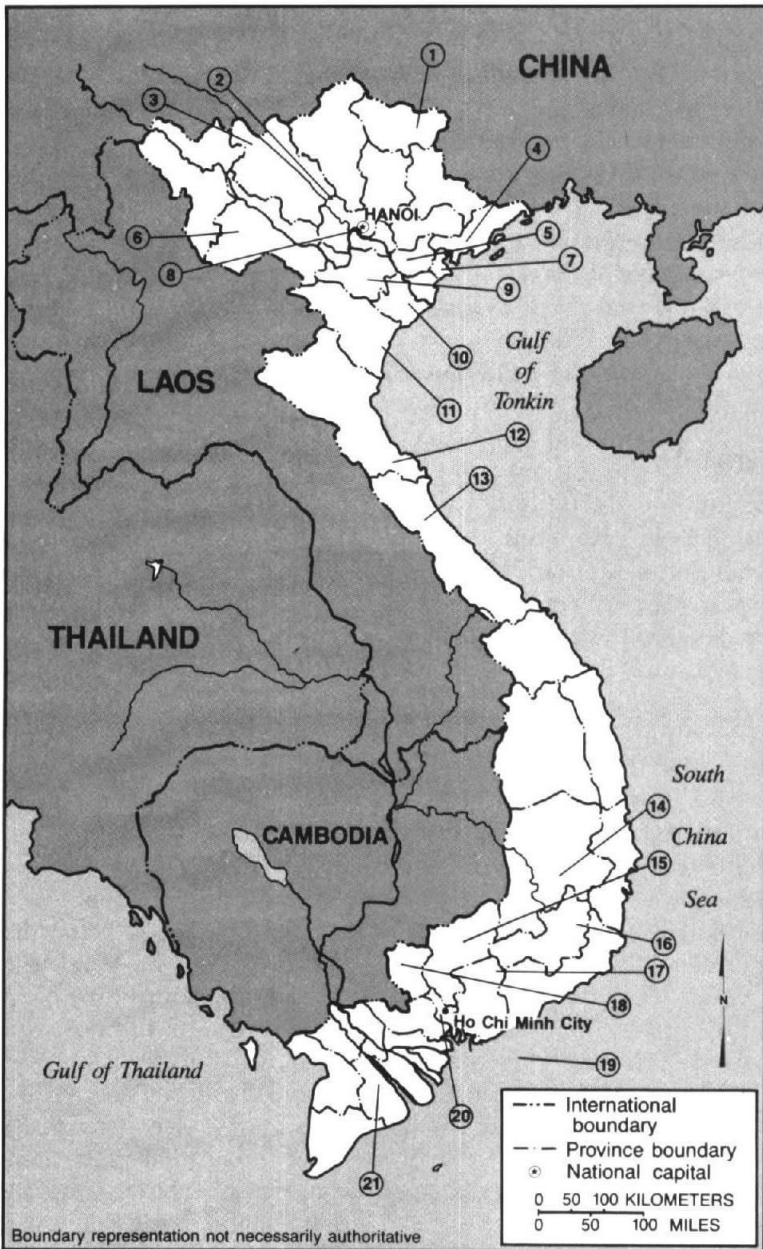 CHINA
1
2
3
4
HANOI
5
6
7
8
9
10
Gulf
of
Tonkin
LAOS
11
12
13
THAILAND
South
14
CAMBODIA
China
15
Sea
16
17
N
18
Ho Chi Minh City
19
Gulf of Thailand
20
21
International
boundary
Province boundary
National capital
0 50 100 KILOMETERS
0 50 100 MILES
Boundary representation not necessarily authoritative